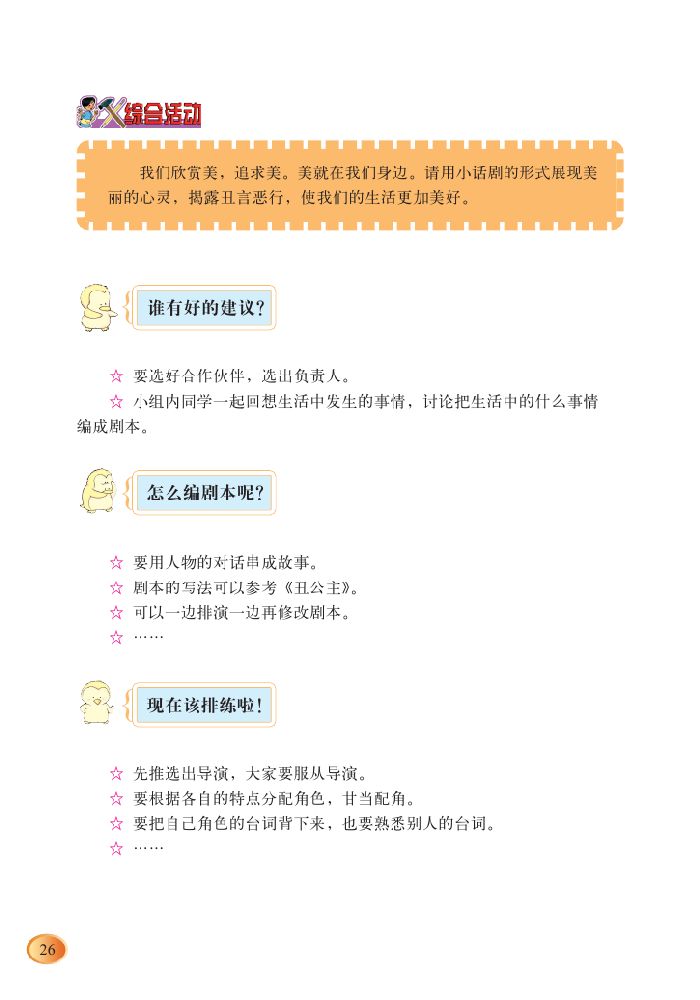 综合活动
我们欣赏美，追求美。美就在我们身边。请用小话剧的形式展现美
丽的心灵，揭露丑言恶行，使我们的生活更加美好。
谁有好的建议？
☆ 要选好合作伙伴，选出负责人。
☆ 小组内同学一起回想生活中发生的事情，讨论把生活中的什么事情
编成剧本。
怎么编剧本呢？
☆ 要用人物的对话串成故事。
☆ 剧本的写法可以参考《丑公主》。
☆ 可以一边排演一边再修改剧本。
☆ ……
现在该排练啦！
☆ 先推选出导演，大家要服从导演。
☆ 要根据各自的特点分配角色，甘当配角。
☆ 要把自己角色的台词背下来，也要熟悉别人的台词。
☆ ……
26